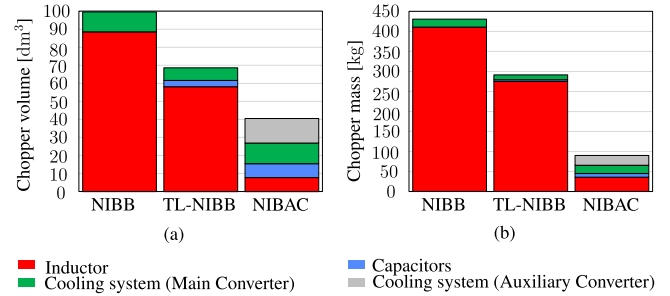 Chopper volume [dm³]
100
90
80
70
60
50
40
30
20
10
0
NIBB TL-NIBB NIBAC
(a)
Chopper mass [kg]
450
400
350
300
250
200
150
100
50
0
NIBB TL-NIBB NIBAC
(b)
Inductor
Cooling system (Main Converter)
Capacitors
Cooling system (Auxiliary Converter)